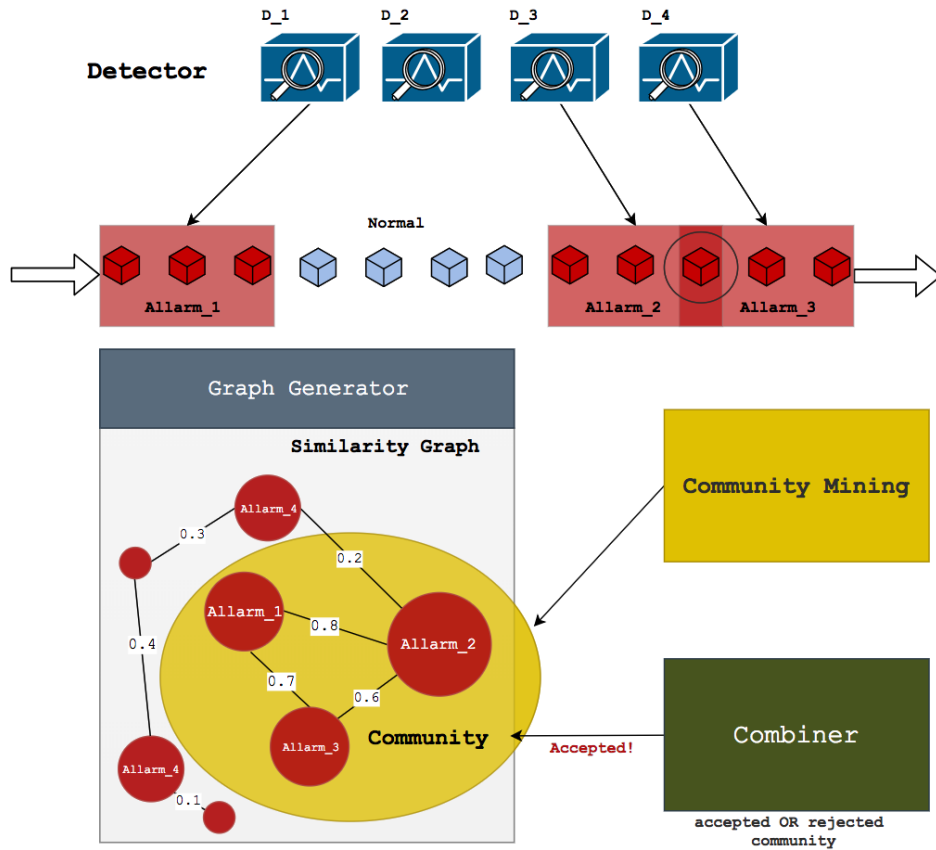 D_1
D_2
D_3
D_4
Detector
Normal
Allarm_1
Allarm_2
Allarm_3
Graph Generator
Similarity Graph
Allarm_4
0.3
0.2
Allarm_1
0.8
Allarm_2
0.4
0.7
0.6
Allarm_3
Community
Allarm_4
0.1
Community Mining
Combiner
Accepted!
accepted OR rejected
community